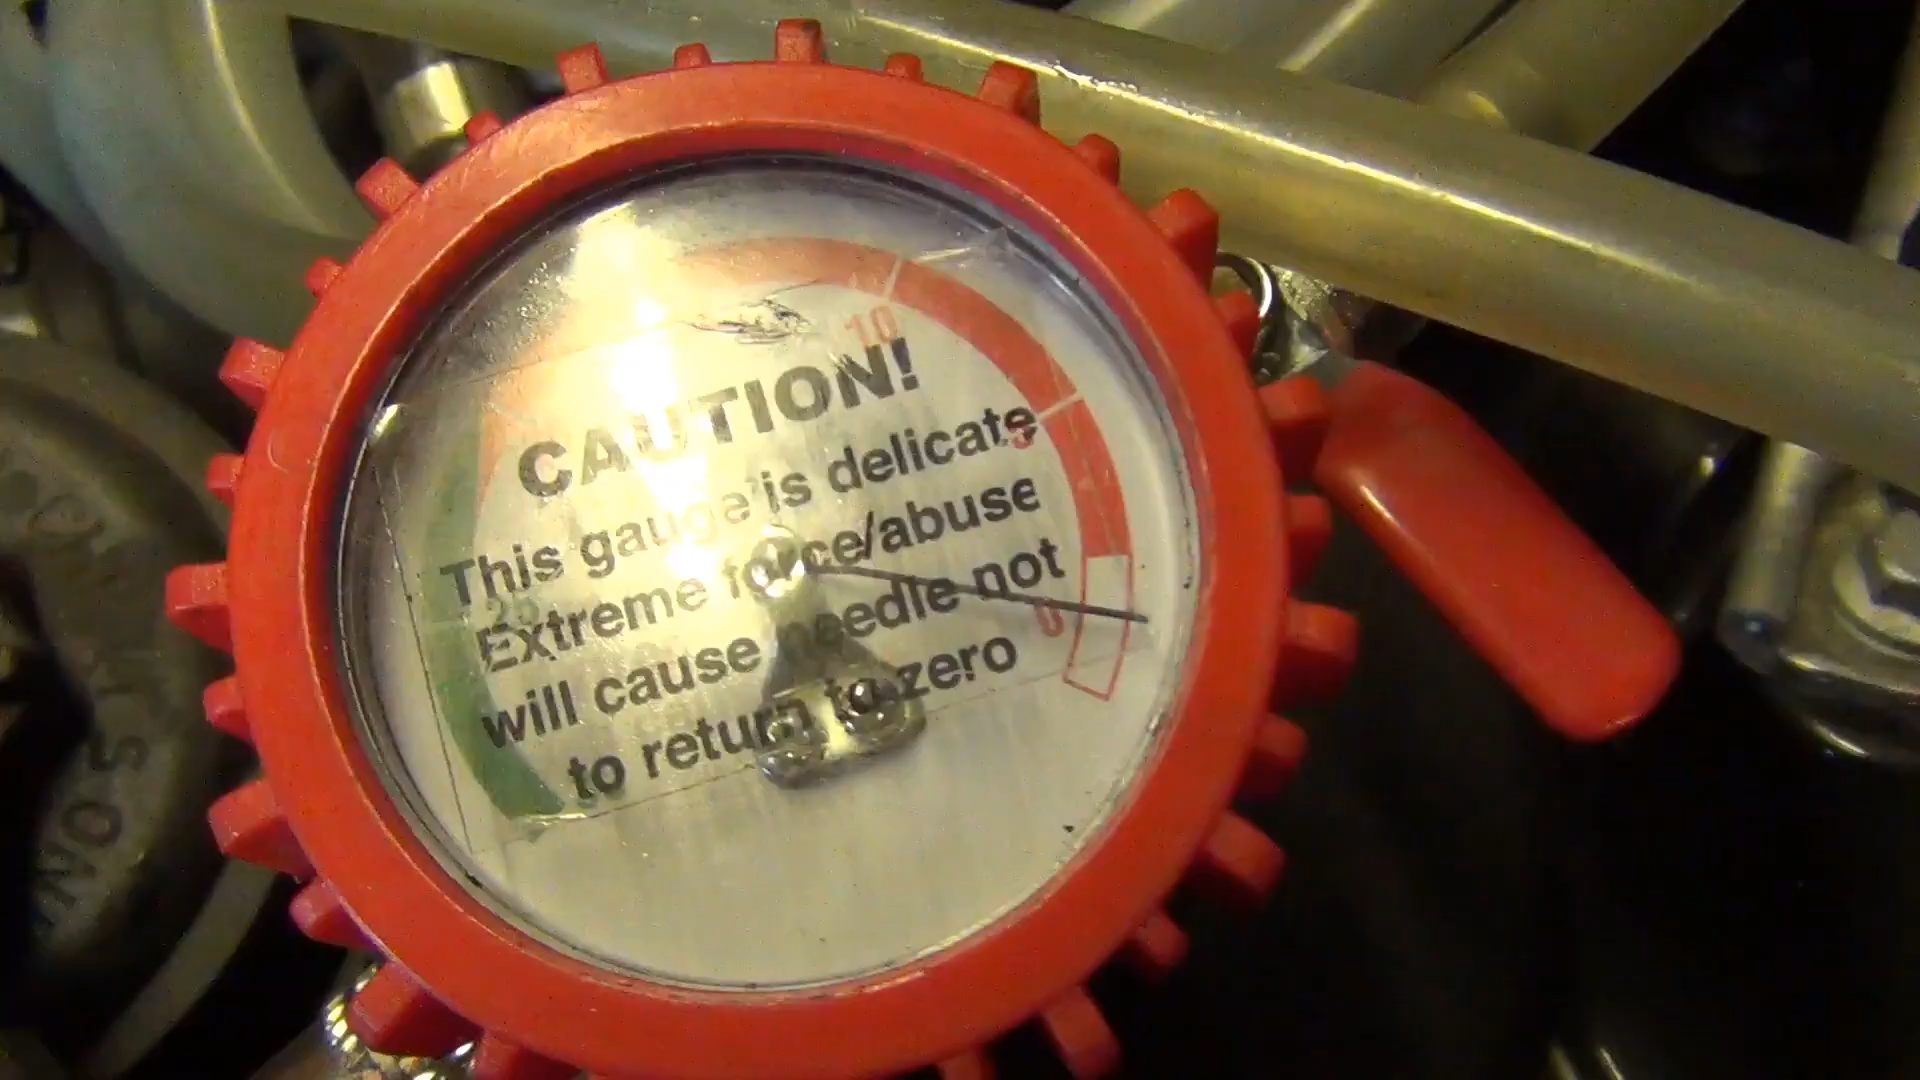 10
CAUTION!
This gauge is delicate
5
Extreme force/abuse
25
will cause needle not
0
to return to zero